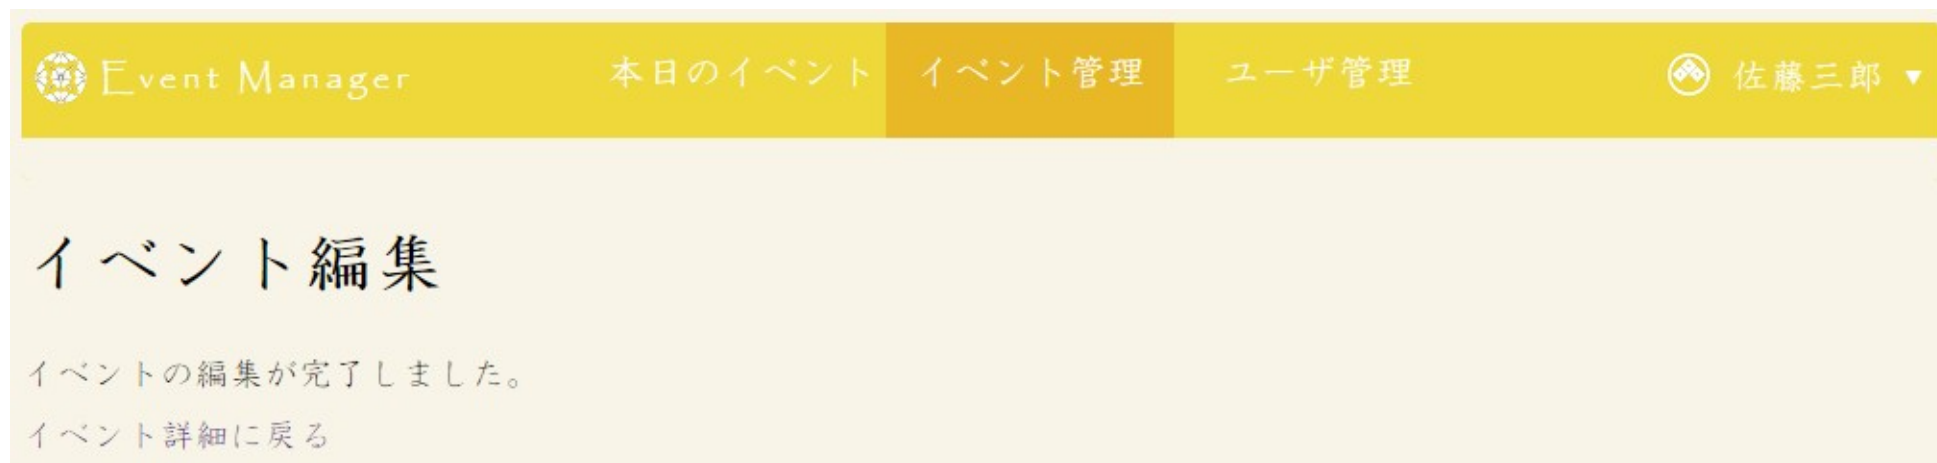 Event Manager 本日のイベント イベント管理 ユーザ管理 佐藤三郎 ▼
イベント編集
イベントの編集が完了しました。
イベント詳細に戻る